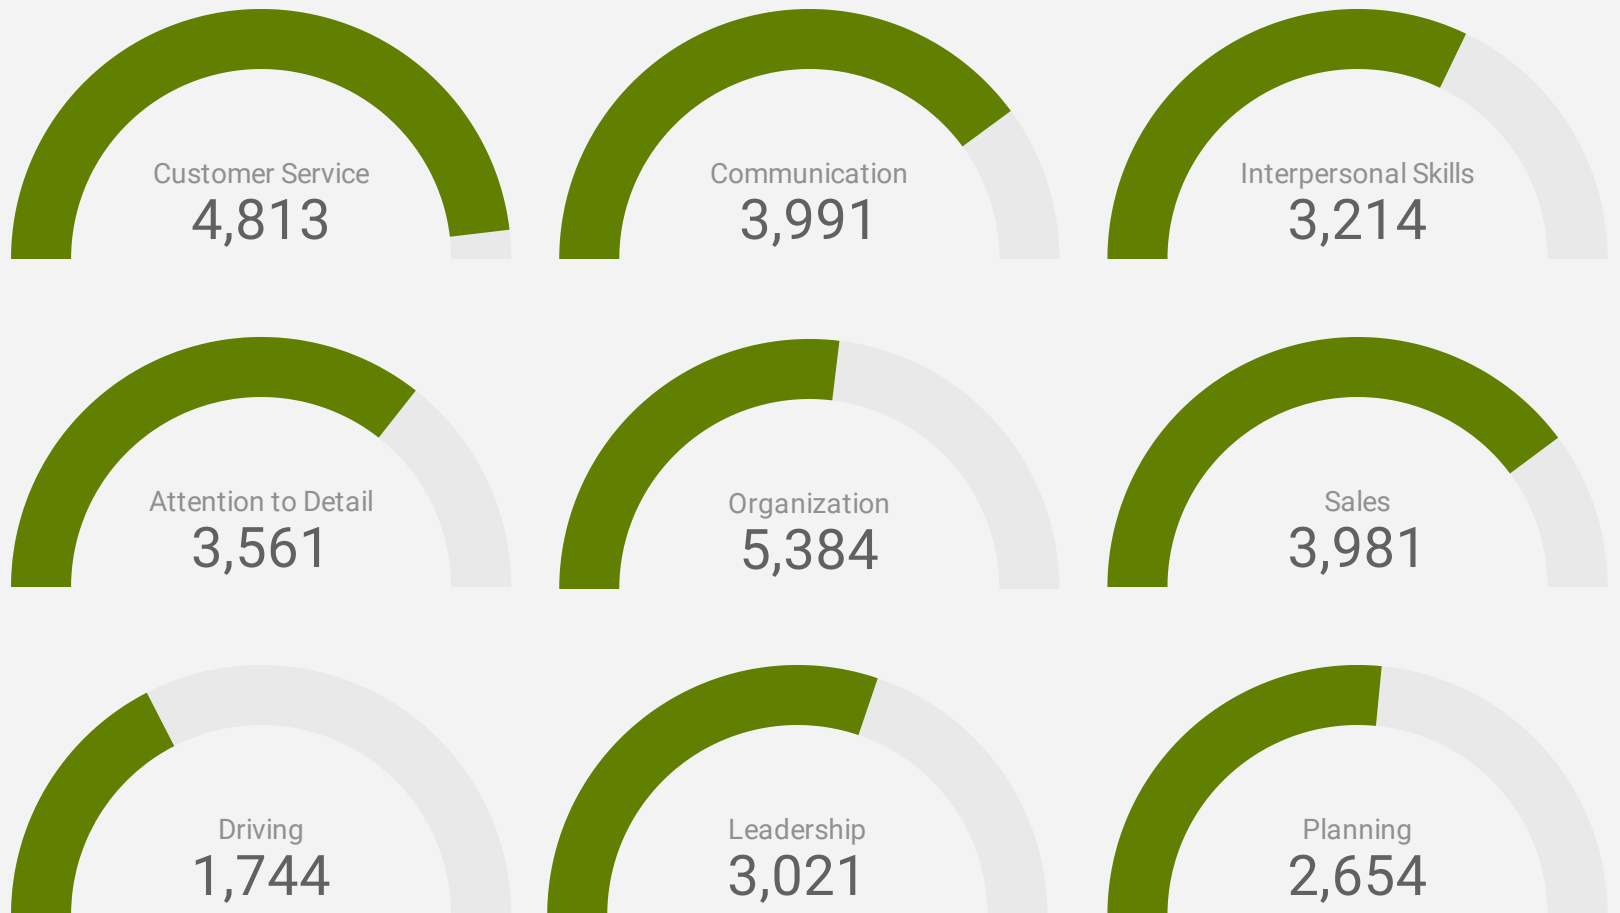 Customer Service
4,813
Communication
3,991
Interpersonal Skills
3,214
Attention to Detail
3,561
Organization
5,384
Sales
3,981
Driving
1,744
Leadership
3,021
Planning
2,654